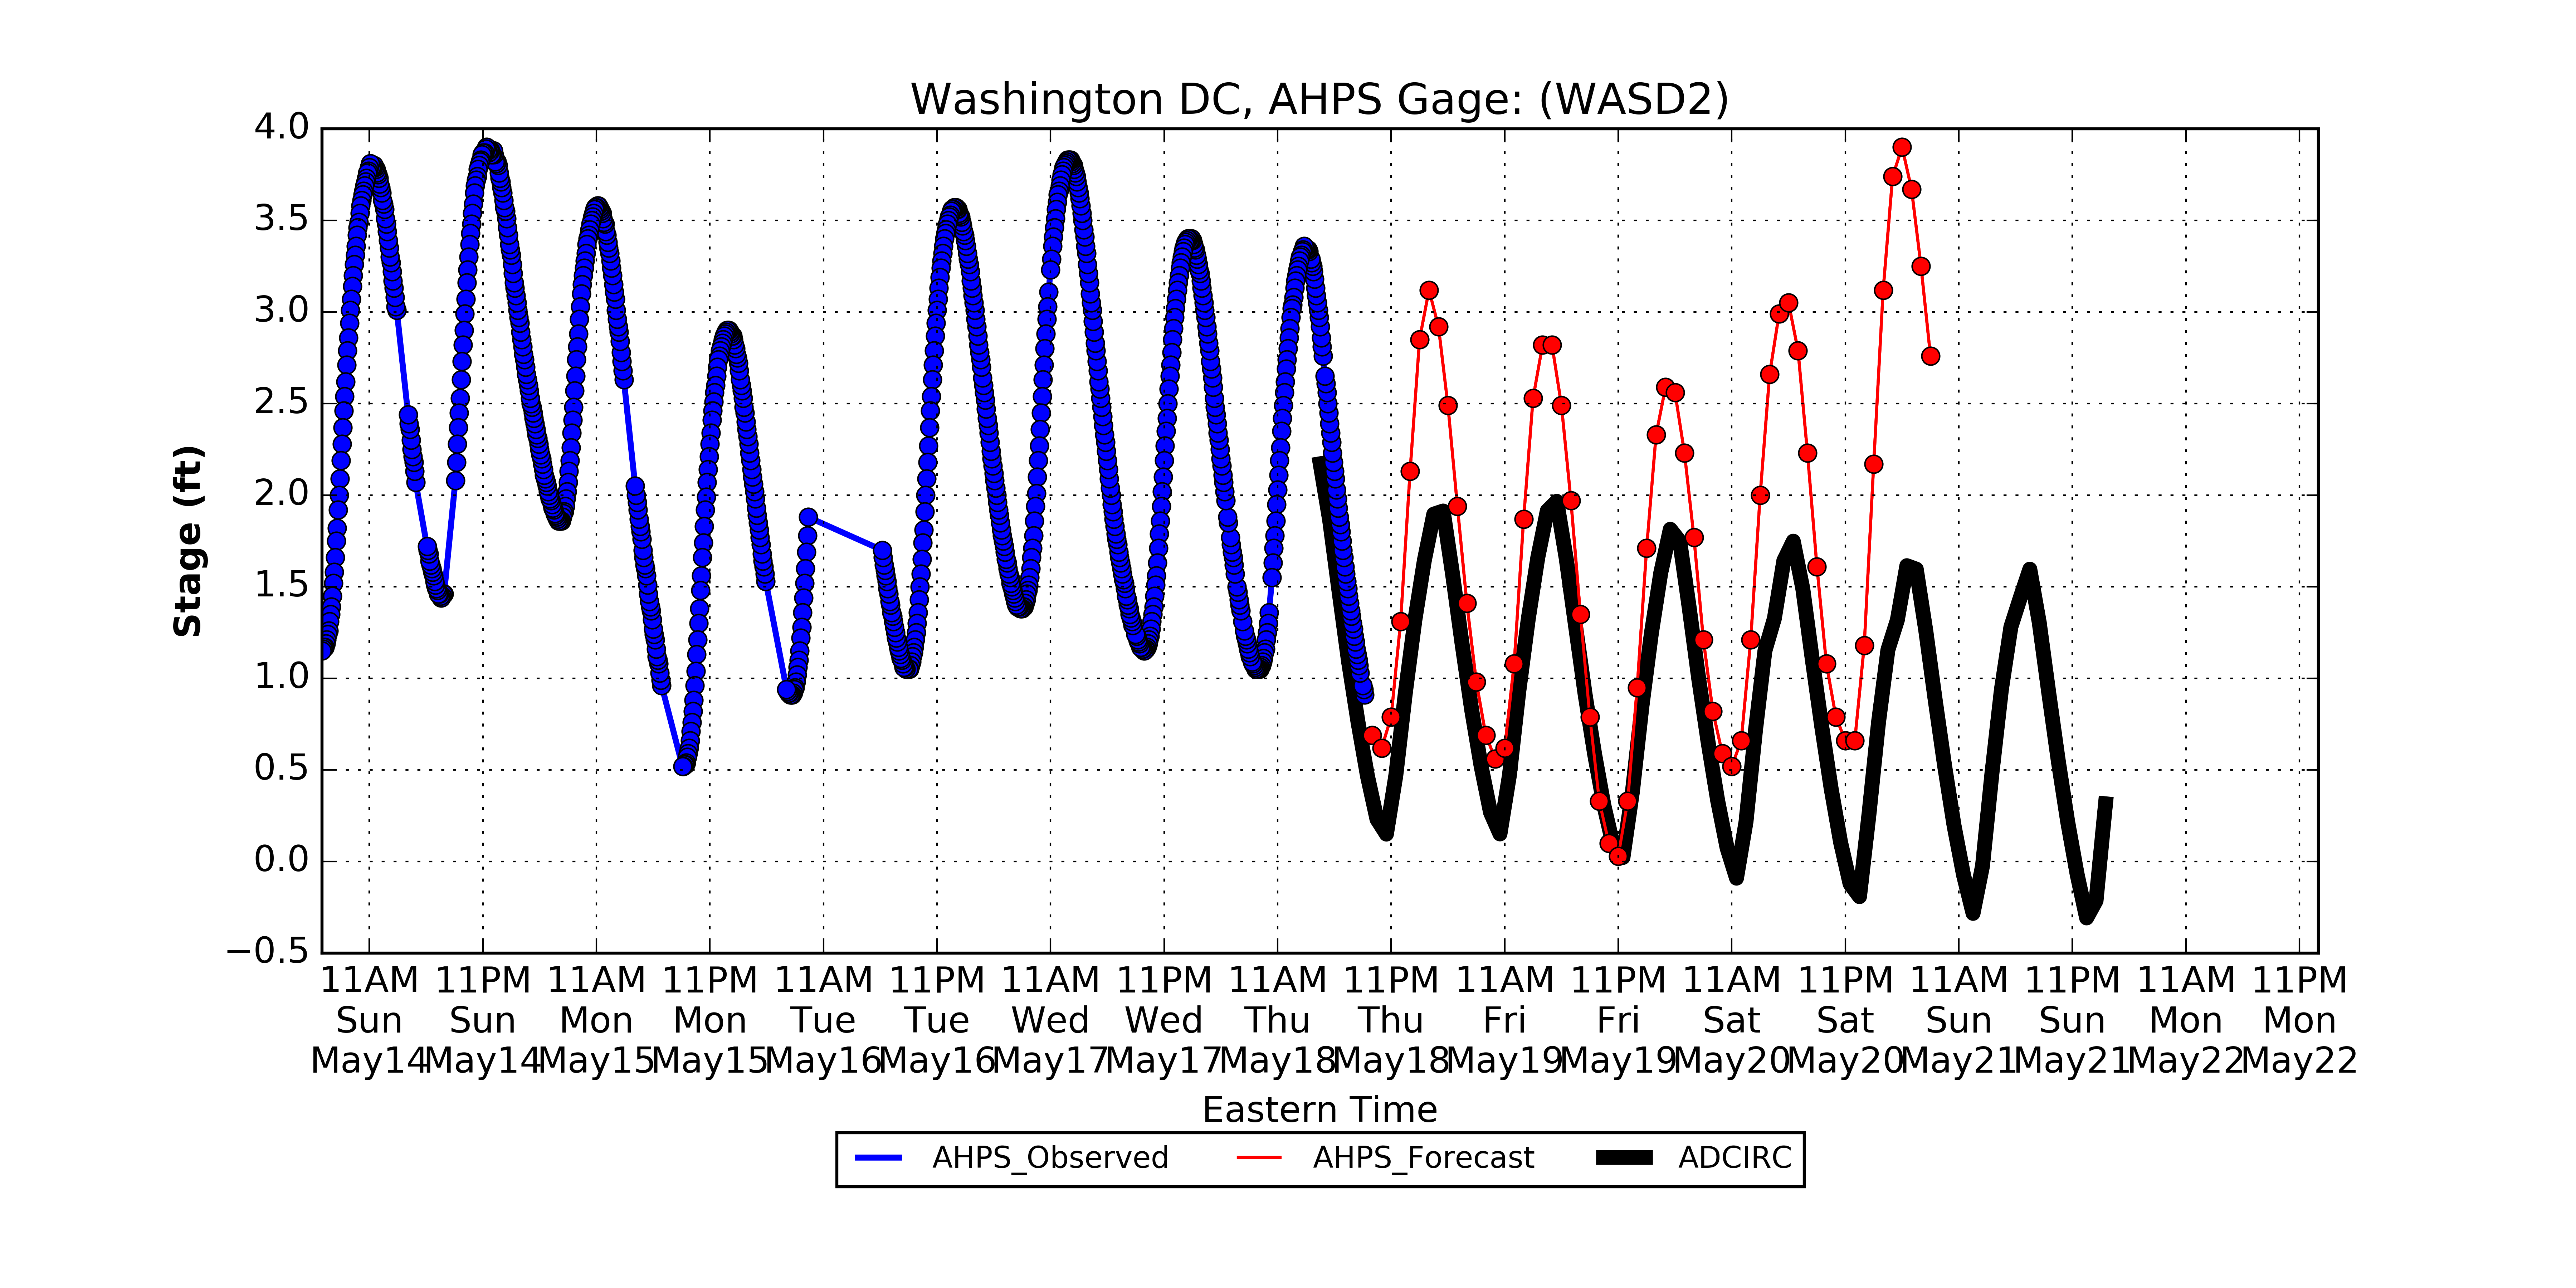 Washington DC, AHPS Gage: (WASD2)
4.0
3.5
3.0
2.5
2.0
1.5
1.0
0.5
0.0
−0.5
Stage (ft)
11AM 11PM 11AM 11PM 11AM 11PM 11AM 11PM 11AM 11PM 11AM 11PM 11AM 11PM 11AM 11PM 11AM 11PM
Sun Sun Mon Mon Tue Tue Wed Wed Thu Thu Fri Fri Sat Sat Sun Sun Mon Mon
May14 May14 May15 May15 May16 May16 May17 May17 May18 May18 May19 May19 May20 May20 May21 May21 May22 May22
Eastern Time
AHPS_Observed AHPS_Forecast ADCIRC